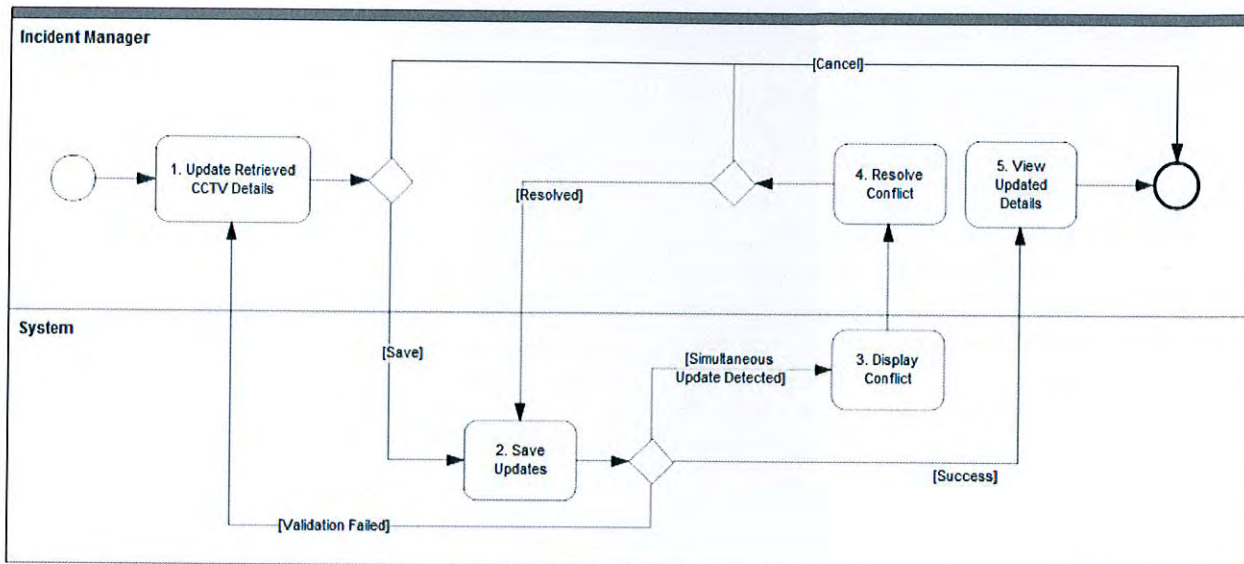 Incident Manager
[Cancel]
1. Update Retrieved
CCTV Details
4. Resolve
Conflict
5. View
Updated
Details
[Resolved]
System
[Save]
[Simultaneous
Update Detected]
3. Display
Conflict
2. Save
Updates
[Success]
[Validation Failed]